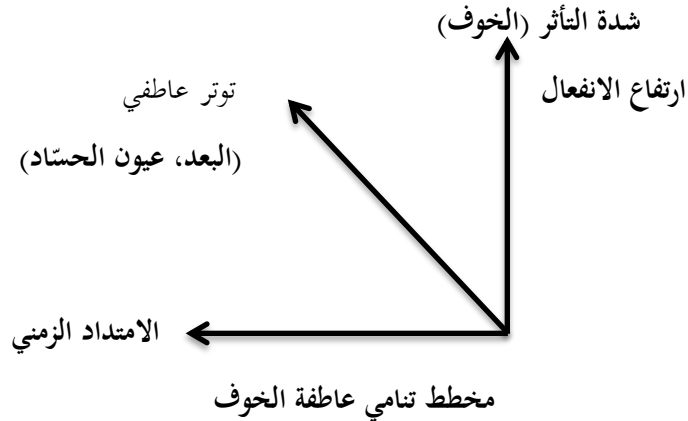 شدة التأثر (الخوف)
ارتفاع الانفعال
توتر عاطفي
(البعد، عيون الحسّاد)
الامتداد الزمني
مخطط تنامي عاطفة الخوف